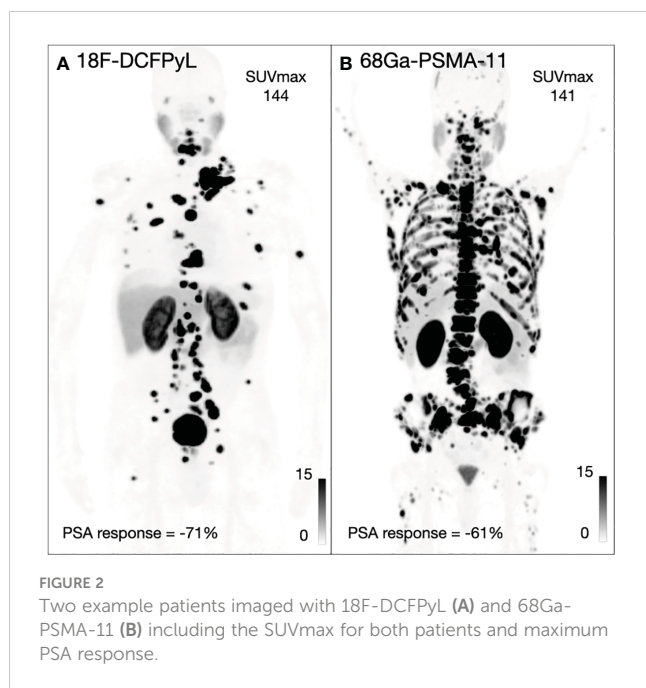 A 18F-DCFPyL
SUVmax
144
15
0
PSA response = -71%
B 68Ga-PSMA-11
SUVmax
141
15
0
PSA response = -61%
FIGURE 2
Two example patients imaged with 18F-DCFPyL (A) and 68Ga-
PSMA-11 (B) including the SUVmax for both patients and maximum
PSA response.